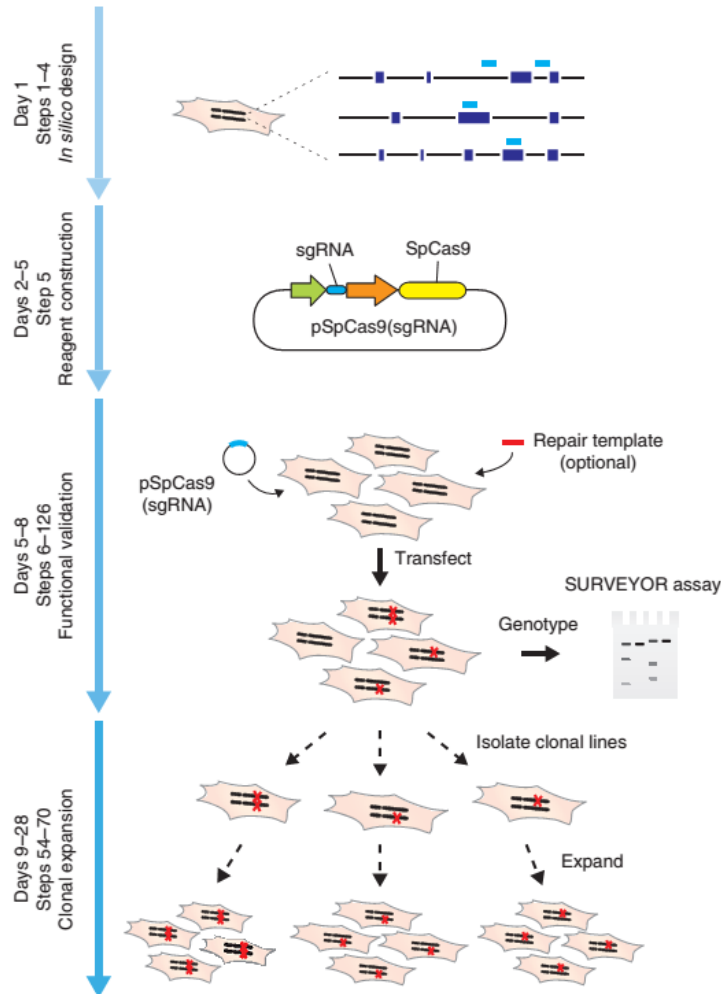 Day 1
Steps 1–4
In silico design
Days 2–5
Step 5
Reagent construction
sgRNA
SpCas9
pSpCas9(sgRNA)
Days 5–8
Steps 6–126
Functional validation
pSpCas9
(sgRNA)
Repair template
(optional)
Transfect
SURVEYOR assay
Genotype
Days 9–28
Steps 54–70
Clonal expansion
Isolate clonal lines
Expand